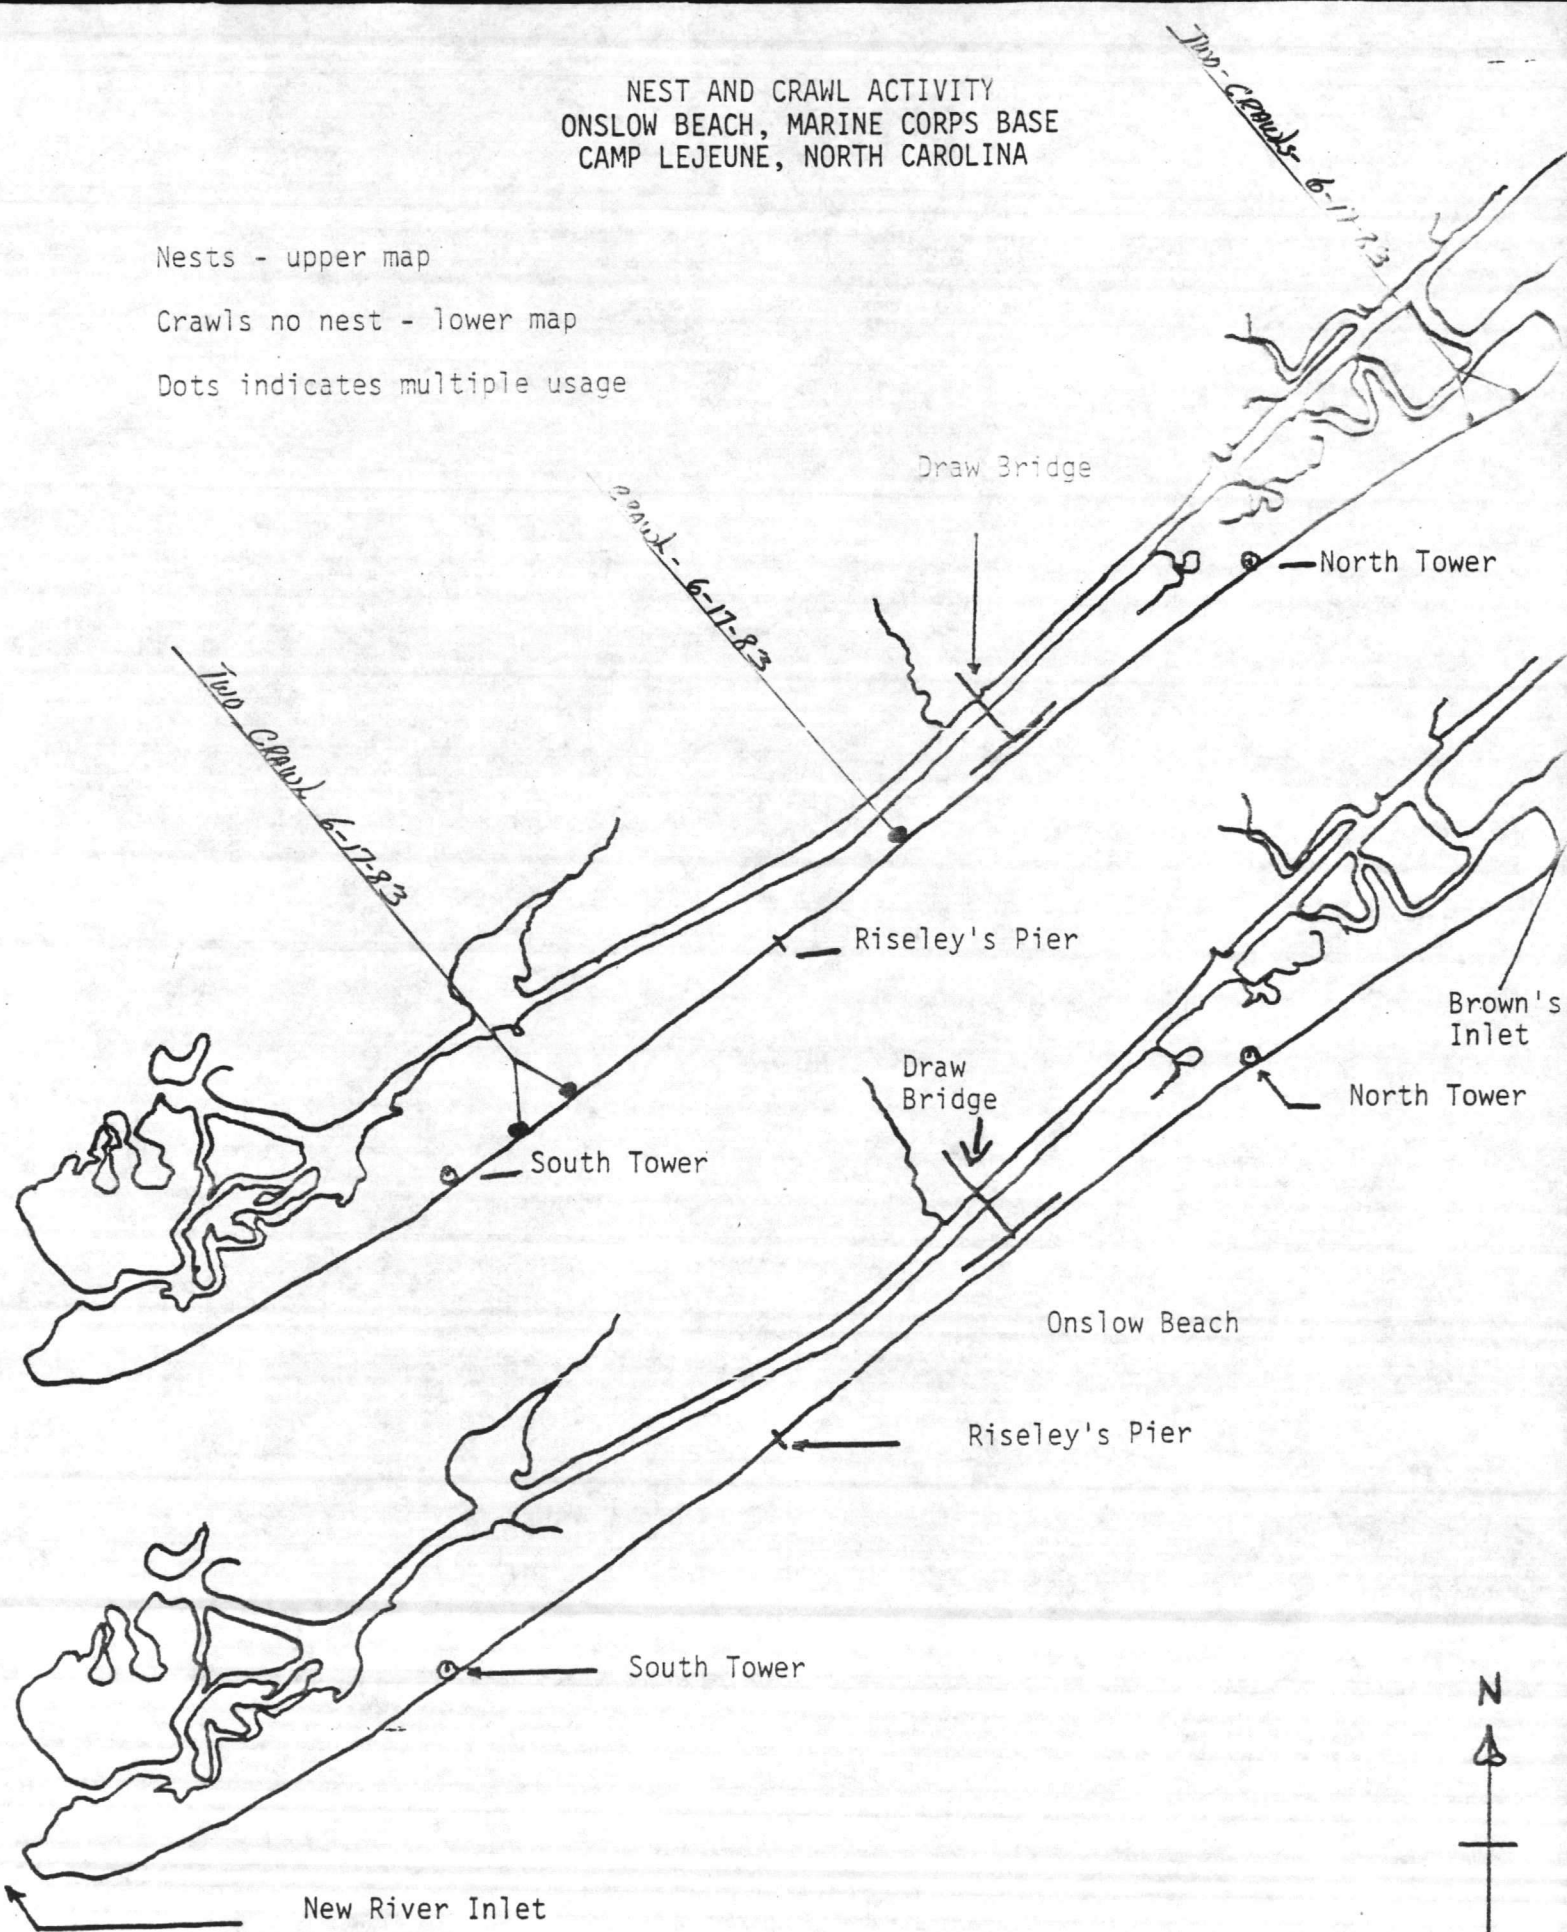 NEST AND CRAWL ACTIVITY
ONSLOW BEACH, MARINE CORPS BASE
CAMP LEJEUNE, NORTH CAROLINA
TWO-CRAWLS 6-17-83
Nests - upper map
Crawls no nest - lower map
Dots indicates multiple usage
Draw Bridge
CRAWL - 6-17-83
North Tower
TWO CRAWL 6-17-83
Riseley's Pier
Brown's
Inlet
Draw
Bridge
North Tower
South Tower
Onslow Beach
Riseley's Pier
South Tower
N
New River Inlet